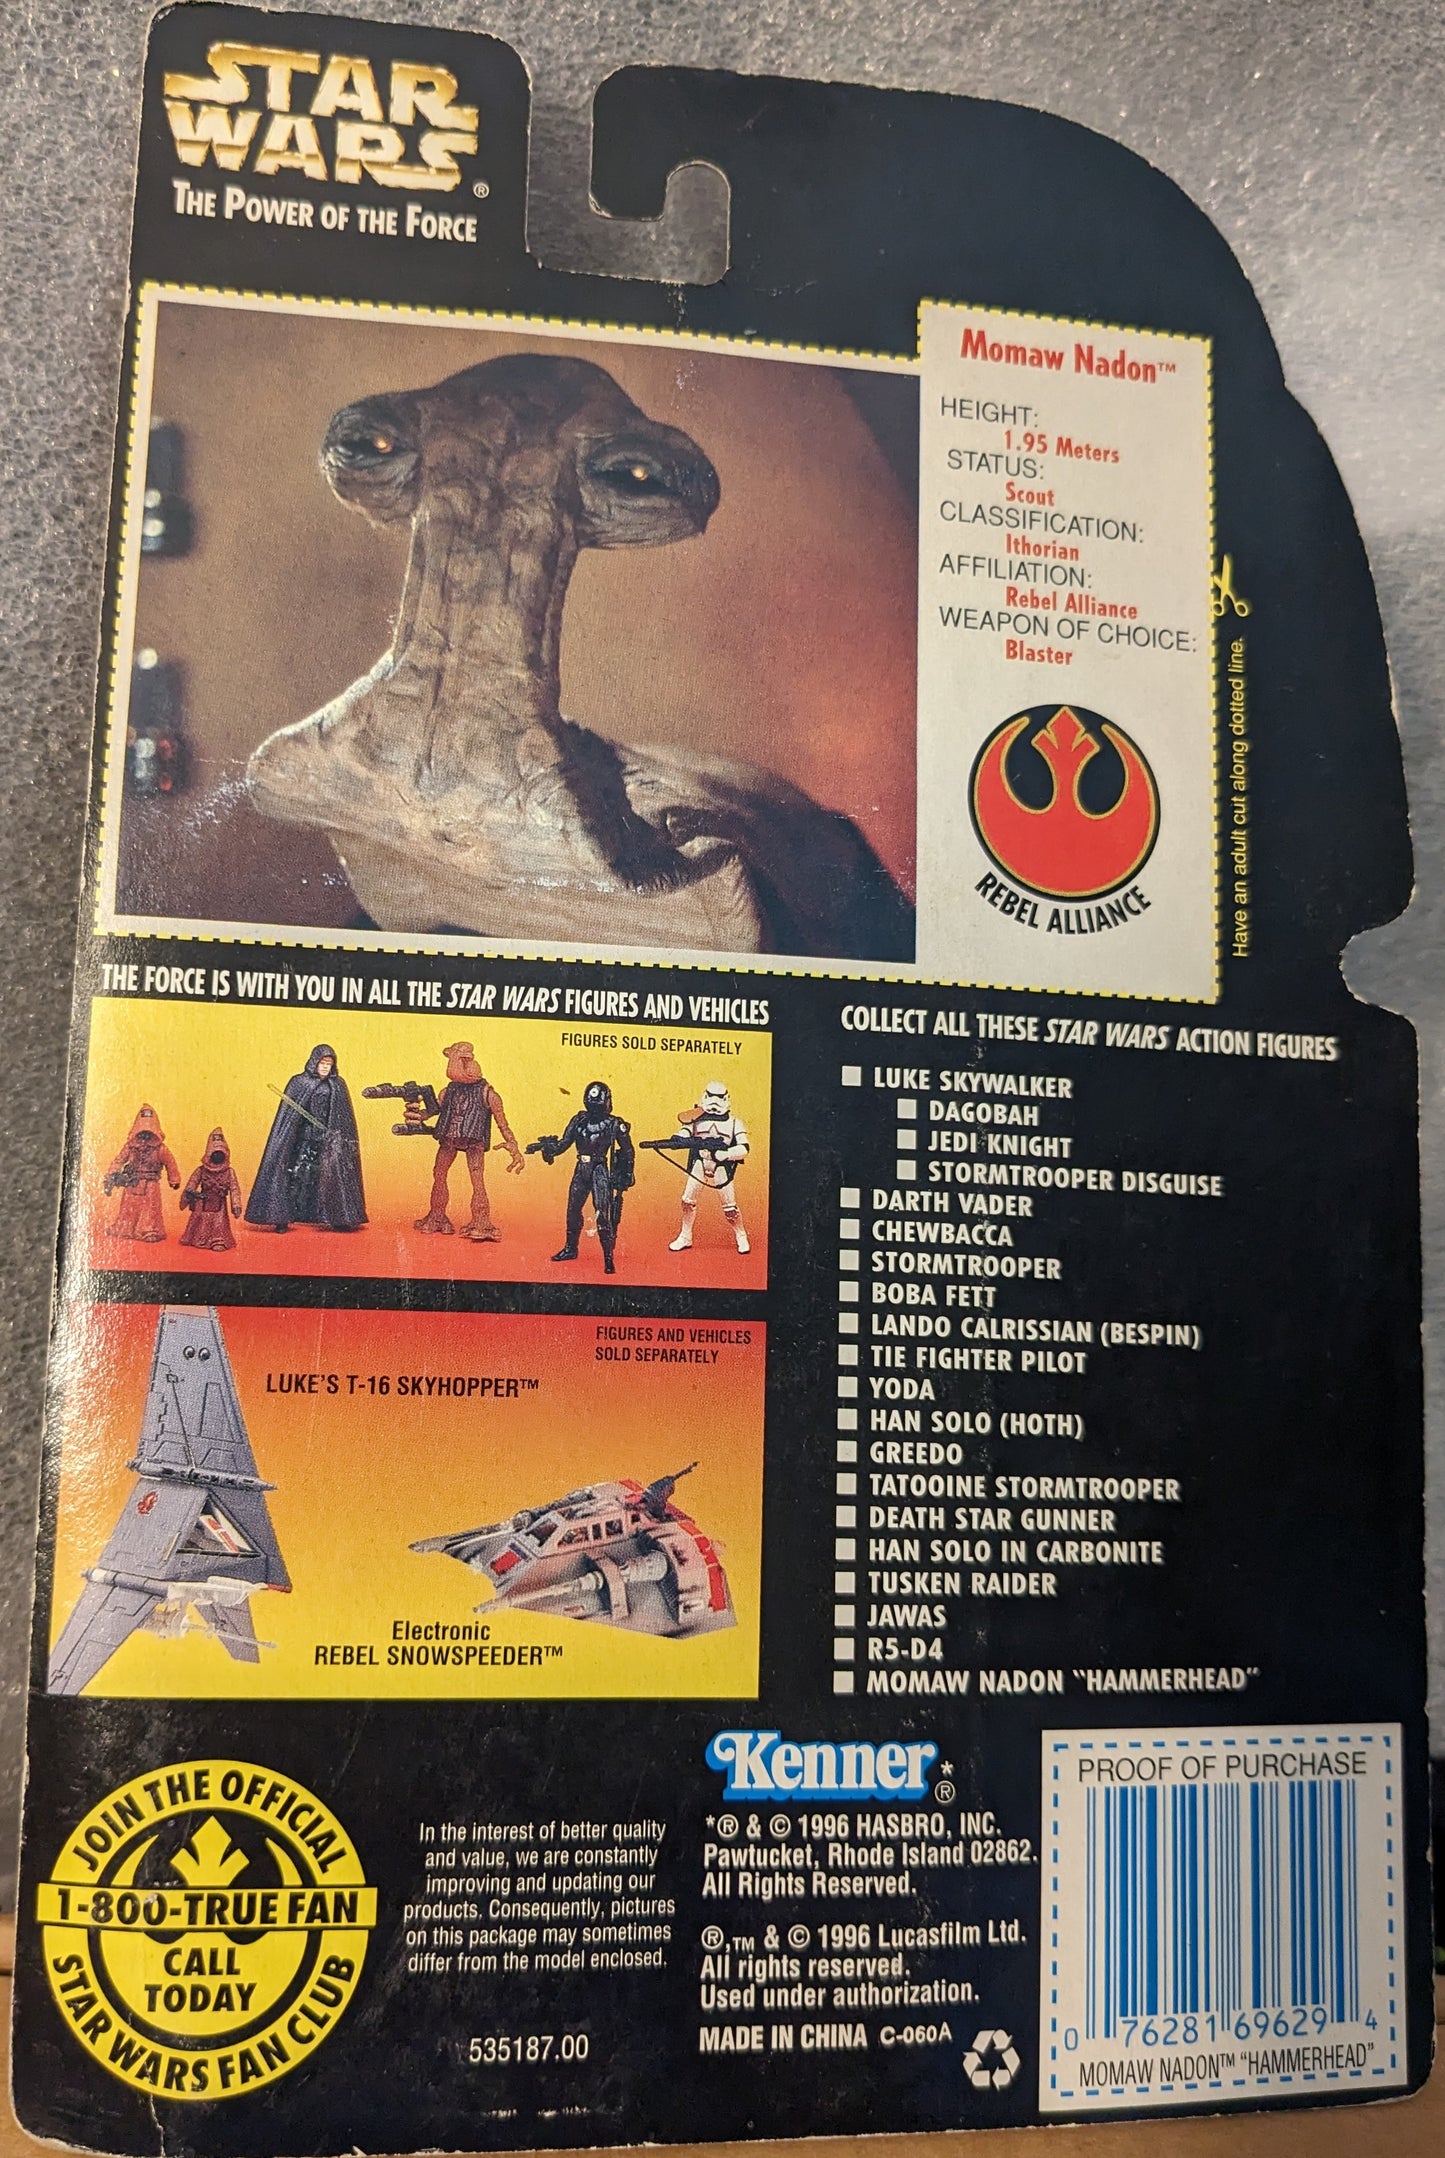 STAR
WARS®
THE POWER OF THE FORCE
Momaw Nadon™
HEIGHT:
1.95 Meters
STATUS:
Scout
CLASSIFICATION:
Ithorian
AFFILIATION:
Rebel Alliance
WEAPON OF CHOICE:
Blaster
REBEL ALLIANCE
Have an adult cut along dotted line.
THE FORCE IS WITH YOU IN ALL THE STAR WARS FIGURES AND VEHICLES
FIGURES SOLD SEPARATELY
FIGURES AND VEHICLES
SOLD SEPARATELY
LUKE'S T-16 SKYHOPPER™
Electronic
REBEL SNOWSPEEDER™
COLLECT ALL THESE STAR WARS ACTION FIGURES
LUKE SKYWALKER
DAGOBAH
JEDI KNIGHT
STORMTROOPER DISGUISE
DARTH VADER
CHEWBACCA
STORMTROOPER
BOBA FETT
LANDO CALRISSIAN (BESPIN)
TIE FIGHTER PILOT
YODA
HAN SOLO (HOTH)
GREEDO
TATOOINE STORMTROOPER
DEATH STAR GUNNER
HAN SOLO IN CARBONITE
TUSKEN RAIDER
JAWAS
R5-D4
MOMAW NADON "HAMMERHEAD"
JOIN THE OFFICIAL
1-800-TRUE FAN
CALL
TODAY
STAR WARS FAN CLUB
In the interest of better quality
and value, we are constantly
improving and updating our
products. Consequently, pictures
on this package may sometimes
differ from the model enclosed.
535187.00
Kenner*®
*® & © 1996 HASBRO, INC.
Pawtucket, Rhode Island 02862.
All Rights Reserved.
®,TM & © 1996 Lucasfilm Ltd.
All rights reserved.
Used under authorization.
MADE IN CHINA C-060A
PROOF OF PURCHASE
0 76281 69629 4
MOMAW NADON™ "HAMMERHEAD"